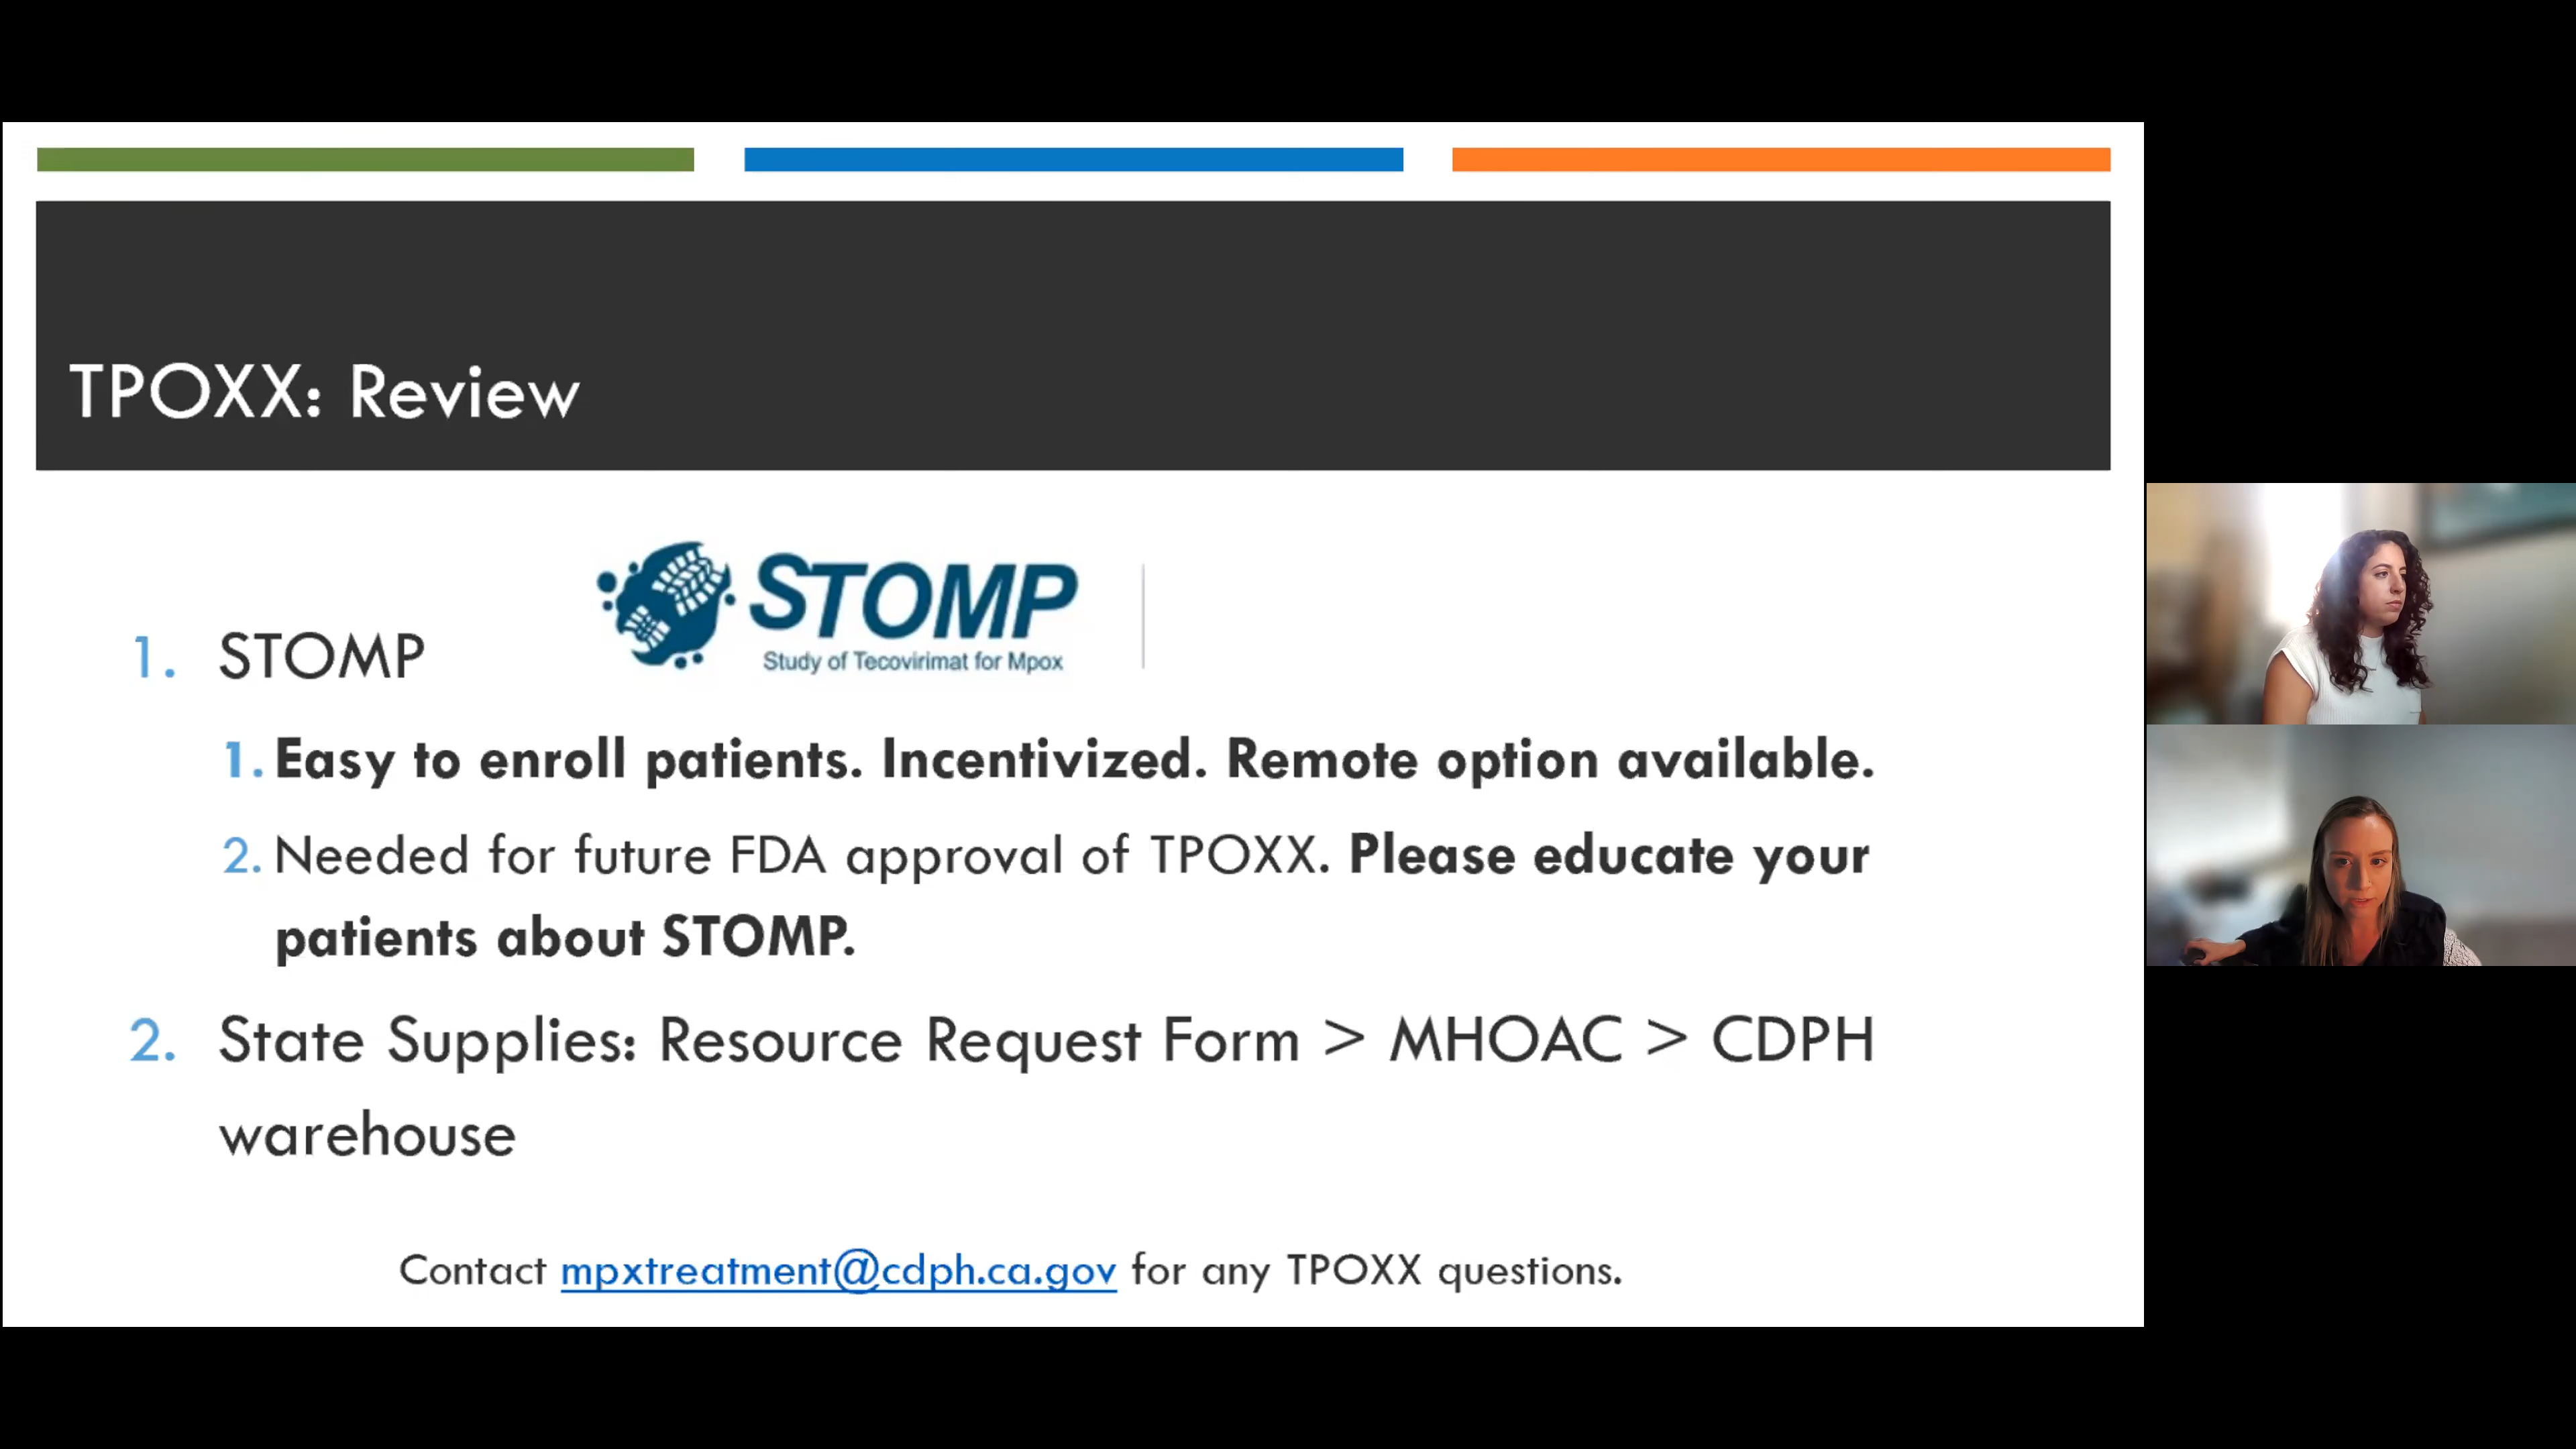 TPOXX: Review
STOMP
Study of Tecovirimat for Mpox
1. STOMP
1. Easy to enroll patients. Incentivized. Remote option available.
2. Needed for future FDA approval of TPOXX. Please educate your
patients about STOMP.
2. State Supplies: Resource Request Form > MHOAC > CDPH
warehouse
Contact mpxtreatment@cdph.ca.gov for any TPOXX questions.